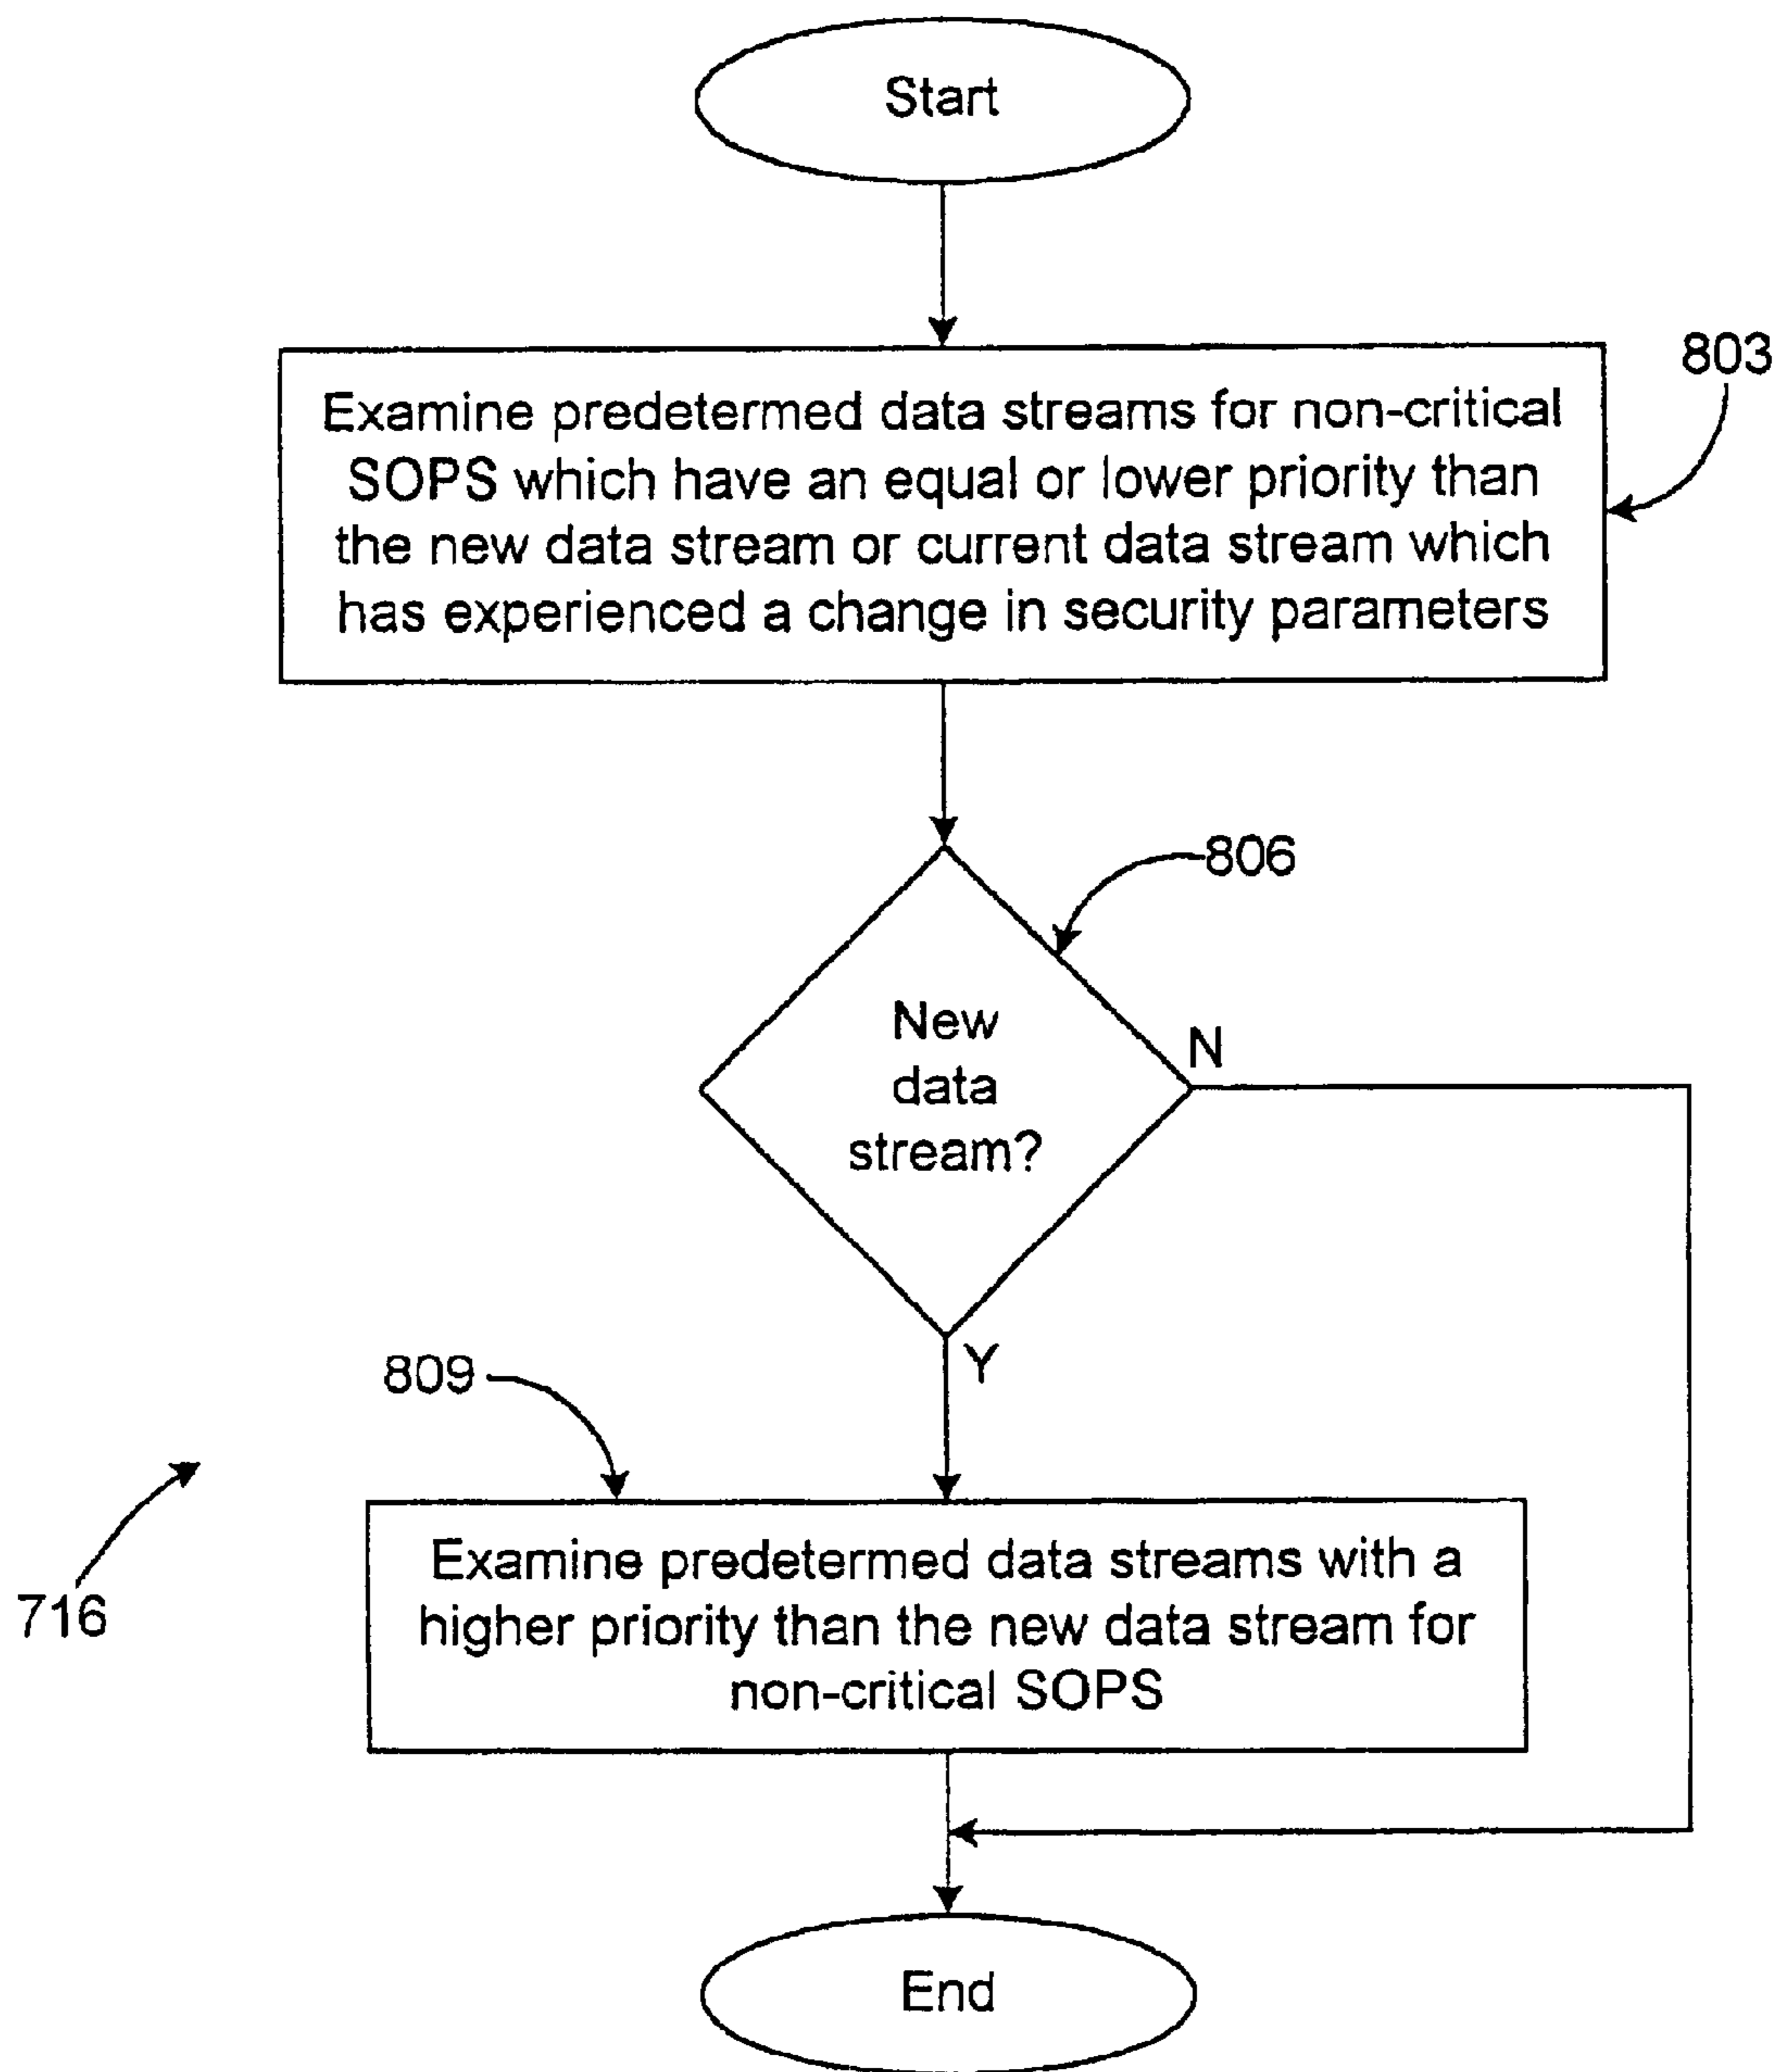 Start
803
Examine predetermed data streams for non-critical
SOPS which have an equal or lower priority than
the new data stream or current data stream which
has experienced a change in security parameters
806
New
data
stream?
N
Y
809
Examine predetermed data streams with a
higher priority than the new data stream for
non-critical SOPS
716
End